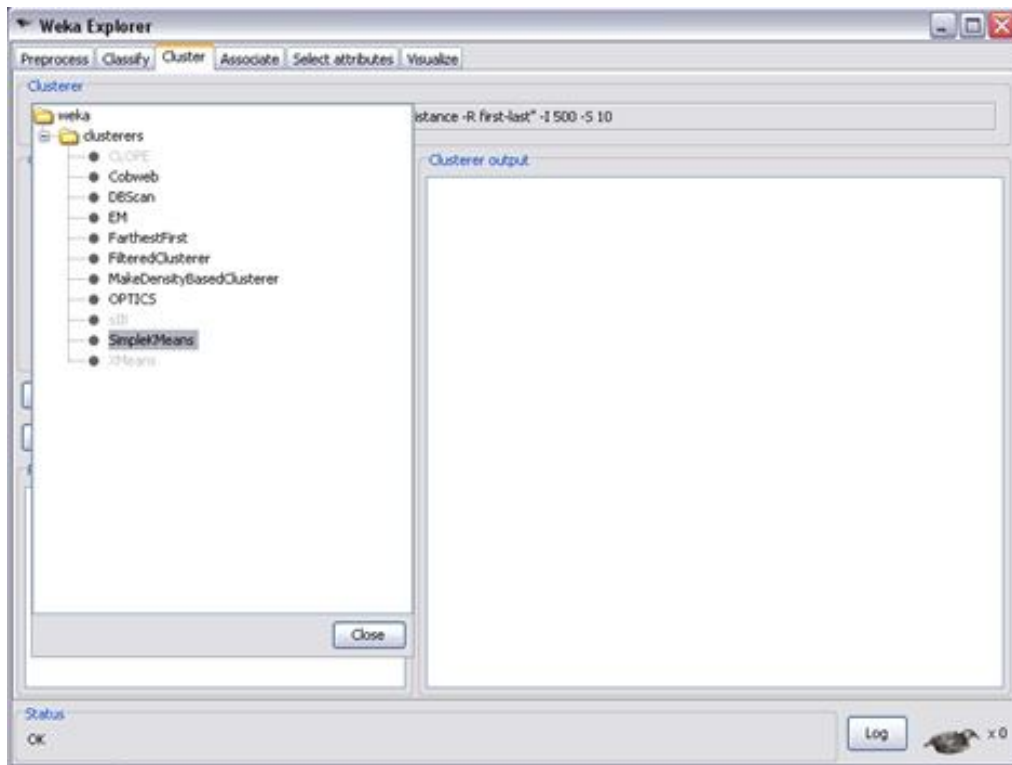 Weka Explorer
Preprocess Classify Cluster Associate Select attributes Visualize
Clusterer
weka
istance -R first-last" -I 500 -S 10
clusterers
CLOPE
Cobweb
DBScan
EM
FarthestFirst
FilteredClusterer
MakeDensityBasedClusterer
OPTICS
sIB
SimpleKMeans
XMeans
Close
Clusterer output
Status
OK
Log
x 0